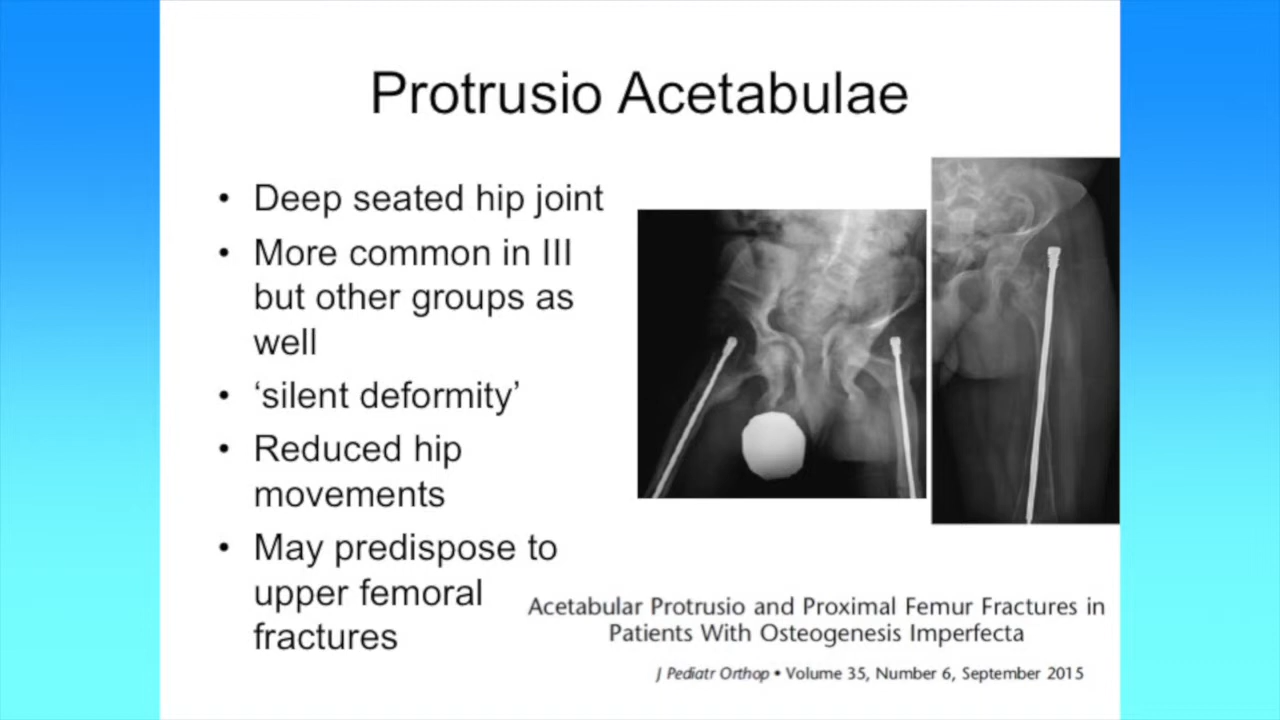 Protrusio Acetabulae
• Deep seated hip joint
• More common in III
but other groups as
well
• ‘silent deformity’
• Reduced hip
movements
• May predispose to
upper femoral
fractures
Acetabular Protrusio and Proximal Femur Fractures in
Patients With Osteogenesis Imperfecta
J Pediatr Orthop • Volume 35, Number 6, September 2015